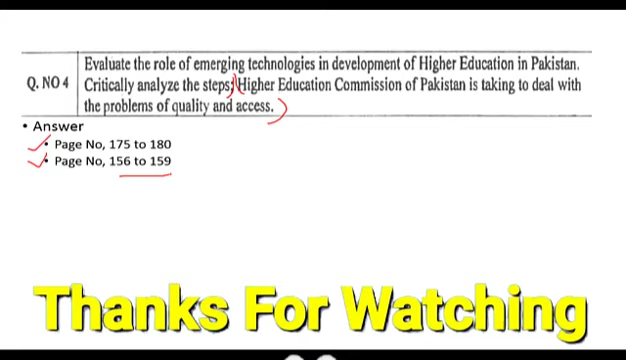 Evaluate the role of emerging technologies in development of Higher Education in Pakistan.
Q. NO 4 Critically analyze the steps; Higher Education Commission of Pakistan is taking to deal with
the problems of quality and access.
• Answer
• Page No, 175 to 180
• Page No, 156 to 159
Thanks For Watching